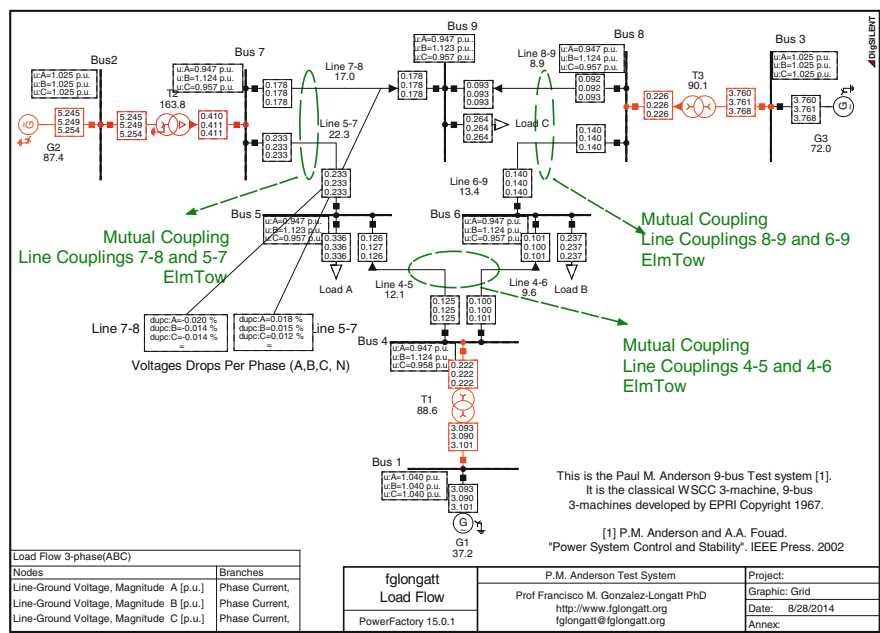 Bus 9
Bus 3
Bus2
Bus 7
Bus 8
DIgSILENT
u:A=1.025 p.u.
u:B=1.025 p.u.
u:C=1.025 p.u.
u:A=0.947 p.u.
u:B=1.124 p.u.
u:C=0.957 p.u.
Line 7-8
17.0
u:A=0.947 p.u.
u:B=1.123 p.u.
u:C=0.957 p.u.
Line 8-9
8.9
u:A=0.947 p.u.
u:B=1.124 p.u.
u:C=0.957 p.u.
T3
90.1
u:A=1.025 p.u.
u:B=1.025 p.u.
u:C=1.025 p.u.
G
G2
87.4
5.245
5.249
5.254
5.245
5.249
5.254
T2
163.8
0.410
0.411
0.411
0.178
0.178
0.178
0.178
0.178
0.178
0.093
0.093
0.093
0.092
0.092
0.093
0.226
0.226
0.226
3.760
3.761
3.768
3.760
3.761
3.768
G
G3
72.0
0.233
0.233
0.233
Line 5-7
22.3
0.264
0.264
0.264
Load C
0.140
0.140
0.140
0.233
0.233
0.233
Line 6-9
13.4
0.140
0.140
0.140
Bus 5
u:A=0.947 p.u.
u:B=1.123 p.u.
u:C=0.957 p.u.
0.336
0.336
0.336
Load A
0.126
0.127
0.126
Bus 6
u:A=0.947 p.u.
u:B=1.123 p.u.
u:C=0.957 p.u.
0.101
0.100
0.101
0.237
0.237
0.237
Load B
Mutual Coupling
Line Couplings 7-8 and 5-7
ElmTow
Mutual Coupling
Line Couplings 8-9 and 6-9
ElmTow
Line 4-5
12.1
Line 4-6
9.6
0.125
0.125
0.125
0.100
0.100
0.101
Line 7-8
dupc:A=-0.020 %
dupc:B=-0.014 %
dupc:C=-0.014 %
=
dupc:A=0.018 %
dupc:B=0.015 %
dupc:C=0.012 %
=
Line 5-7
Voltages Drops Per Phase (A,B,C, N)
Bus 4
u:A=0.947 p.u.
u:B=1.124 p.u.
u:C=0.958 p.u
0.222
0.222
0.222
Mutual Coupling
Line Couplings 4-5 and 4-6
ElmTow
T1
88.6
3.093
3.090
3.101
Bus 1
u:A=1.040 p.u.
u:B=1.040 p.u.
u:C=1.040 p.u.
3.093
3.090
3.101
G
~
G1
37.2
This is the Paul M. Anderson 9-bus Test system [1].
It is the classical WSCC 3-machine, 9-bus
3-machines developed by EPRI Copyright 1967.
[1] P.M. Anderson and A.A. Fouad.
"Power System Control and Stability". IEEE Press. 2002
Load Flow 3-phase(ABC)
Nodes Branches
Line-Ground Voltage, Magnitude A [p.u.] Phase Current,
Line-Ground Voltage, Magnitude B [p.u.] Phase Current,
Line-Ground Voltage, Magnitude C [p.u.] Phase Current,
fglongatt
Load Flow
PowerFactory 15.0.1
P.M. Anderson Test System
Prof Francisco M. Gonzalez-Longatt PhD
http://www.fglongatt.org
fglongatt@fglongatt.org
Project:
Graphic: Grid
Date: 8/28/2014
Annex: